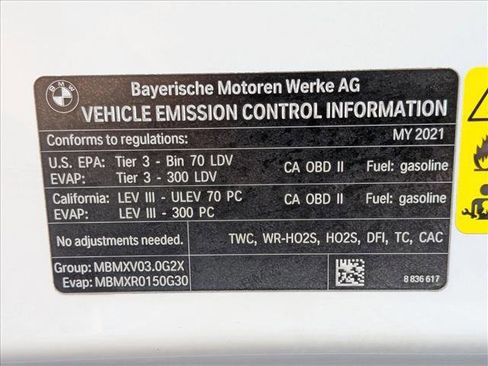 BMW
Bayerische Motoren Werke AG
VEHICLE EMISSION CONTROL INFORMATION
Conforms to regulations: MY 2021
U.S. EPA: Tier 3 - Bin 70 LDV CA OBD II Fuel: gasoline
EVAP: Tier 3 - 300 LDV
California: LEV III - ULEV 70 PC CA OBD II Fuel: gasoline
EVAP: LEV III - 300 PC
No adjustments needed. TWC, WR-HO2S, HO2S, DFI, TC, CAC
Group: MBMXV03.0G2X
Evap: MBMXR0150G30
8 836 617